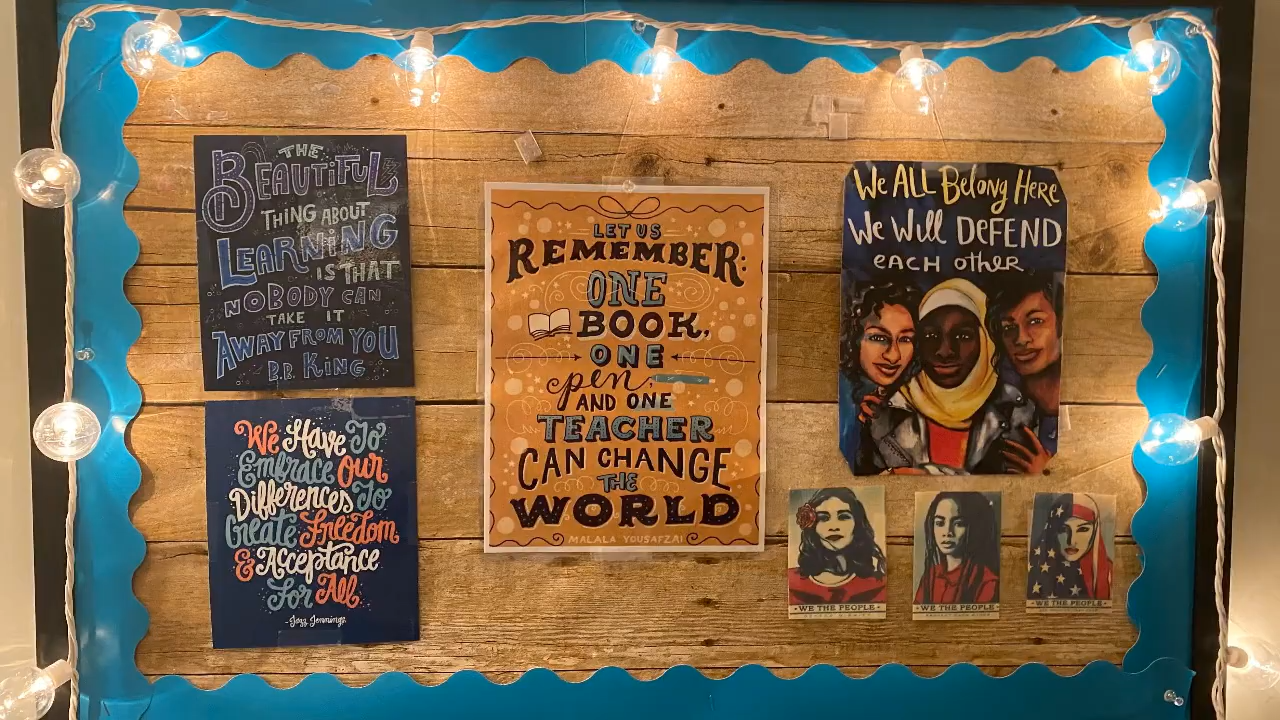 THE
BEAUTiFUL
THING ABOUT
LEARNiNG
IS THAT
NOBODY CAN
TAKE IT
AWAY FROM YOU
B.B. KiNG
We Have To
Embrace Our
Differences To
Create Freedom
& Acceptance
For All
-Jazz Jennings
LET US
REMEMBER:
ONE
BOOK,
ONE
pen,
AND ONE
TEACHER
CAN CHANGE
THE
WORLD
MALALA YOUSAFZAI
We ALL Belong Here
We Will DEFEND
each other
WE THE PEOPLE
WE THE PEOPLE
WE THE PEOPLE